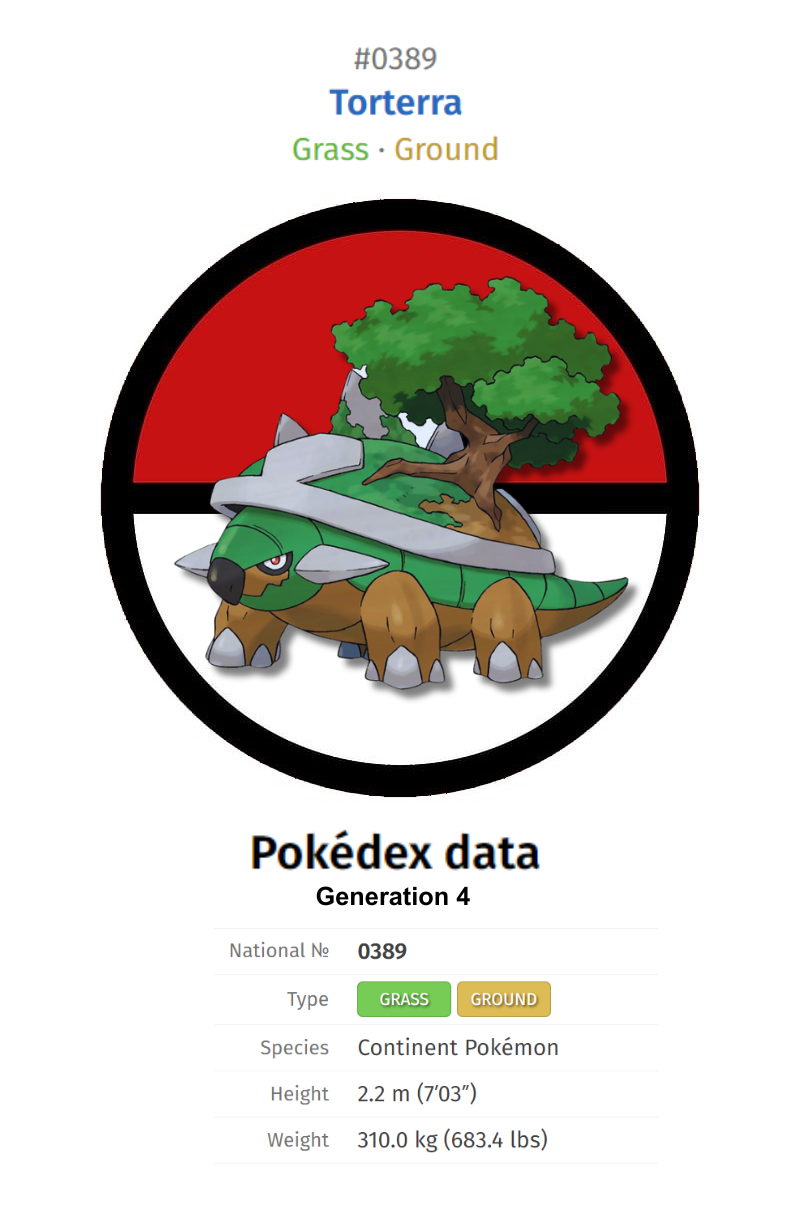 #0389
Torterra
Grass · Ground
Pokédex data
Generation 4
National № 0389
Type GRASS GROUND
Species Continent Pokémon
Height 2.2 m (7′03″)
Weight 310.0 kg (683.4 lbs)